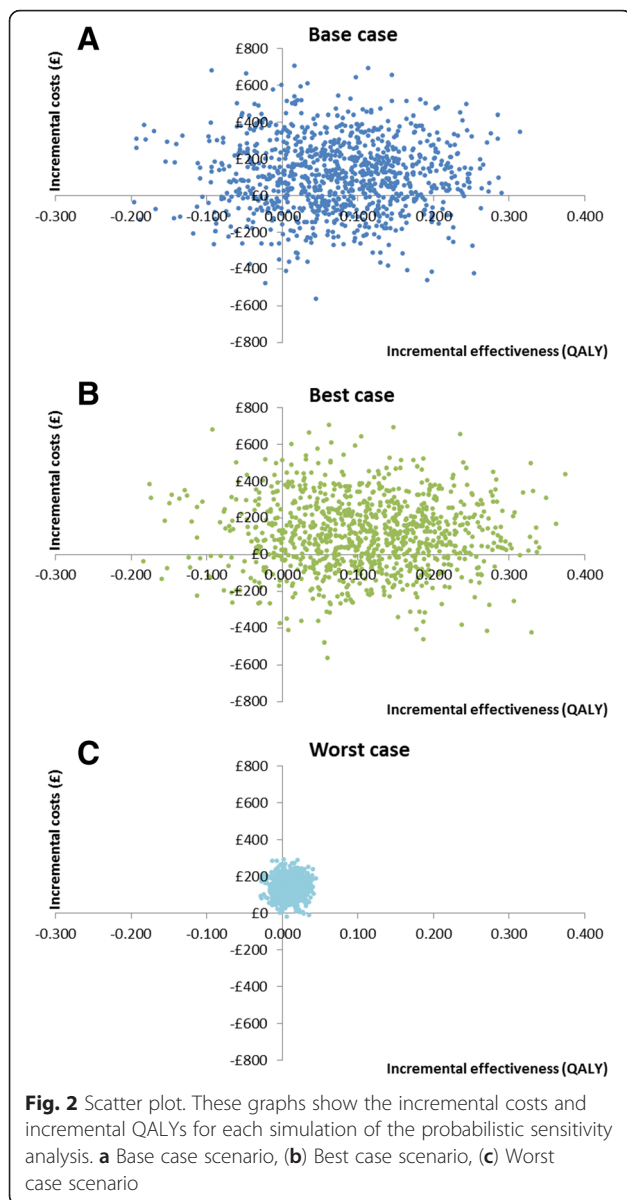 A
Base case
Incremental costs (£)
£800
£600
£400
£200
£0
-£200
-£400
-£600
-£800
-0.300 -0.200 -0.100 0.000 0.100 0.200 0.300 0.400
Incremental effectiveness (QALY)
B
Best case
Incremental costs (£)
£800
£600
£400
£200
£0
-£200
-£400
-£600
-£800
-0.300 -0.200 -0.100 0.000 0.100 0.200 0.300 0.400
Incremental effectiveness (QALY)
C
Worst case
Incremental costs (£)
£800
£600
£400
£200
£0
-£200
-£400
-£600
-£800
-0.300 -0.200 -0.100 0.000 0.100 0.200 0.300 0.400
Incremental effectiveness (QALY)
Fig. 2 Scatter plot. These graphs show the incremental costs and
incremental QALYs for each simulation of the probabilistic sensitivity
analysis. a Base case scenario, (b) Best case scenario, (c) Worst
case scenario